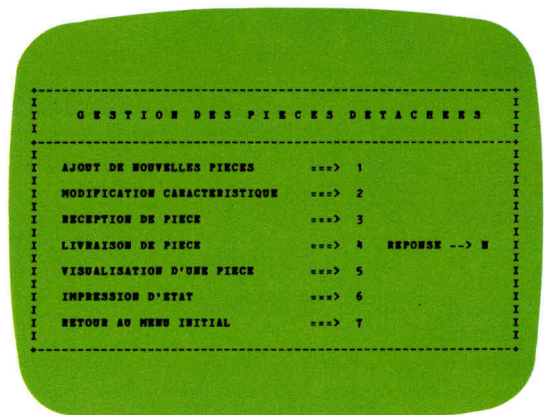 G E S T I O N   D E S   P I E C E S   D E T A C H E E S
AJOUT DE NOUVELLES PIECES ===> 1
MODIFICATION CARACTERISTIQUE ===> 2
RECEPTION DE PIECE ===> 3
LIVRAISON DE PIECE ===> 4 REPONSE --> N
VISUALISATION D'UNE PIECE ===> 5
IMPRESSION D'ETAT ===> 6
RETOUR AU MENU INITIAL ===> 7